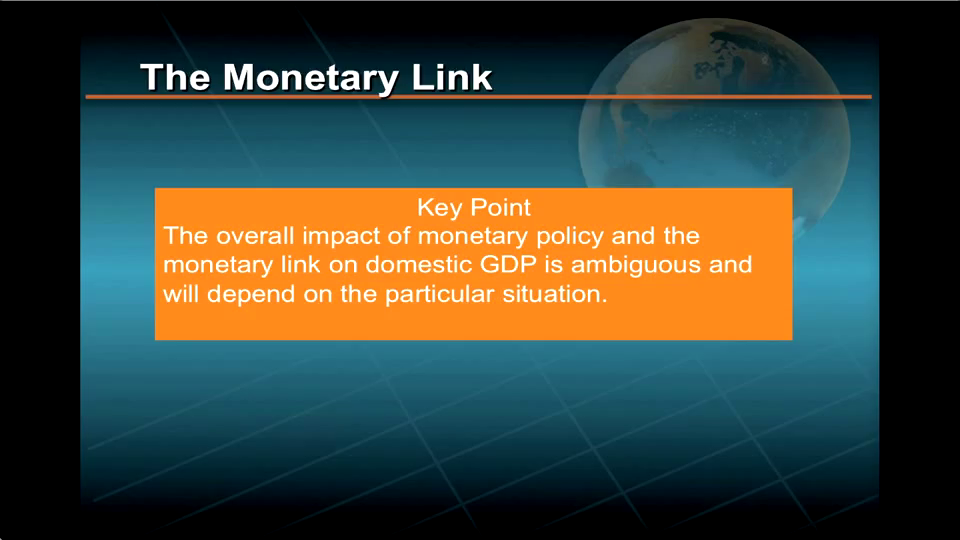 The Monetary Link
Key Point
The overall impact of monetary policy and the
monetary link on domestic GDP is ambiguous and
will depend on the particular situation.